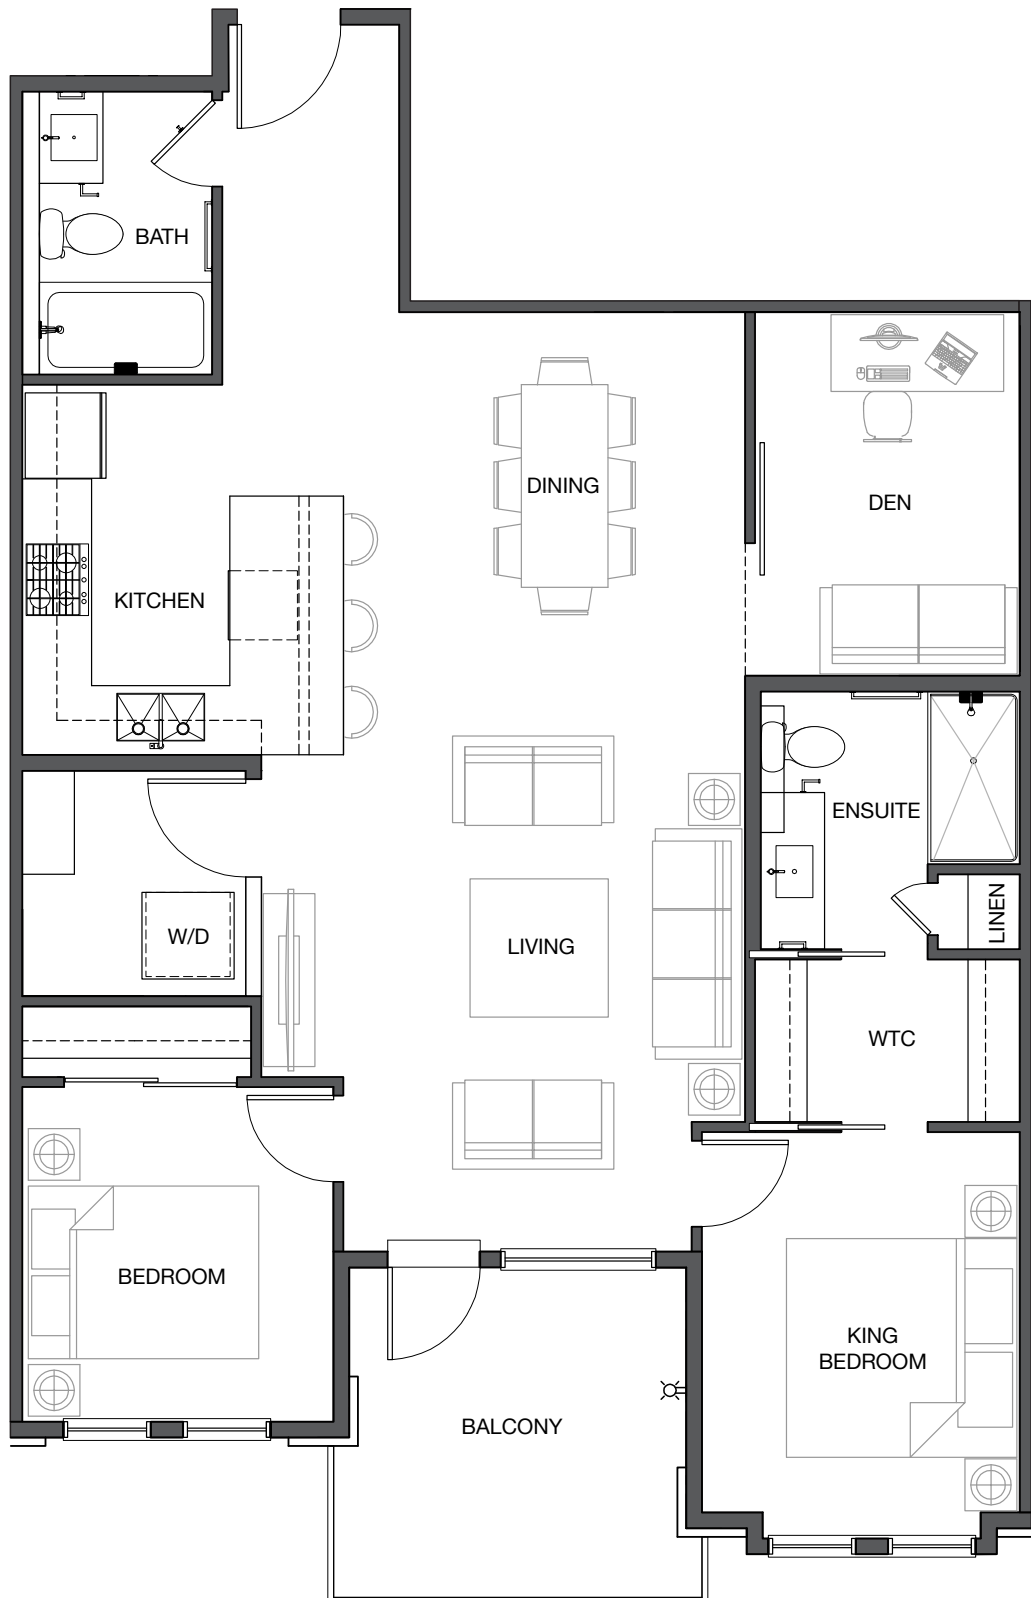 BATH
DINING
DEN
KITCHEN
ENSUITE
LINEN
W/D
LIVING
WTC
BEDROOM
KING
BEDROOM
BALCONY